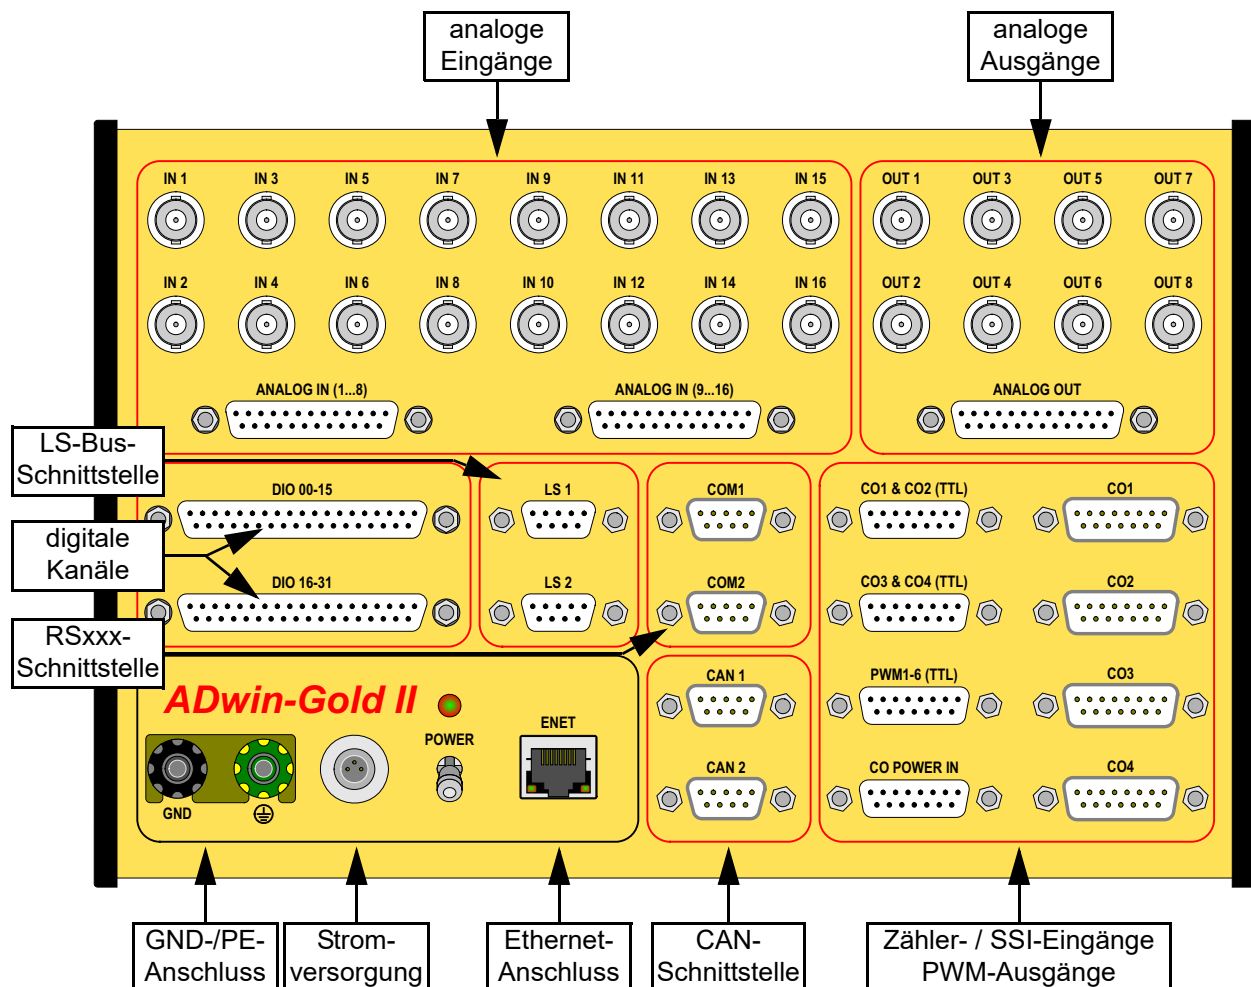 analoge
Eingänge
analoge
Ausgänge
IN 1 IN 3 IN 5 IN 7 IN 9 IN 11 IN 13 IN 15 OUT 1 OUT 3 OUT 5 OUT 7
IN 2 IN 4 IN 6 IN 8 IN 10 IN 12 IN 14 IN 16 OUT 2 OUT 4 OUT 6 OUT 8
ANALOG IN (1...8) ANALOG IN (9...16) ANALOG OUT
LS-Bus-
Schnittstelle
DIO 00-15 LS 1 COM1 CO1 & CO2 (TTL) CO1
digitale
Kanäle
DIO 16-31 LS 2 COM2 CO3 & CO4 (TTL) CO2
RSxxx-
Schnittstelle
CAN 1 PWM1-6 (TTL) CO3
ADwin-Gold II
POWER
ENET
CAN 2 CO POWER IN CO4
GND
GND-/PE-
Anschluss
Strom-
versorgung
Ethernet-
Anschluss
CAN-
Schnittstelle
Zähler- / SSI-Eingänge
PWM-Ausgänge